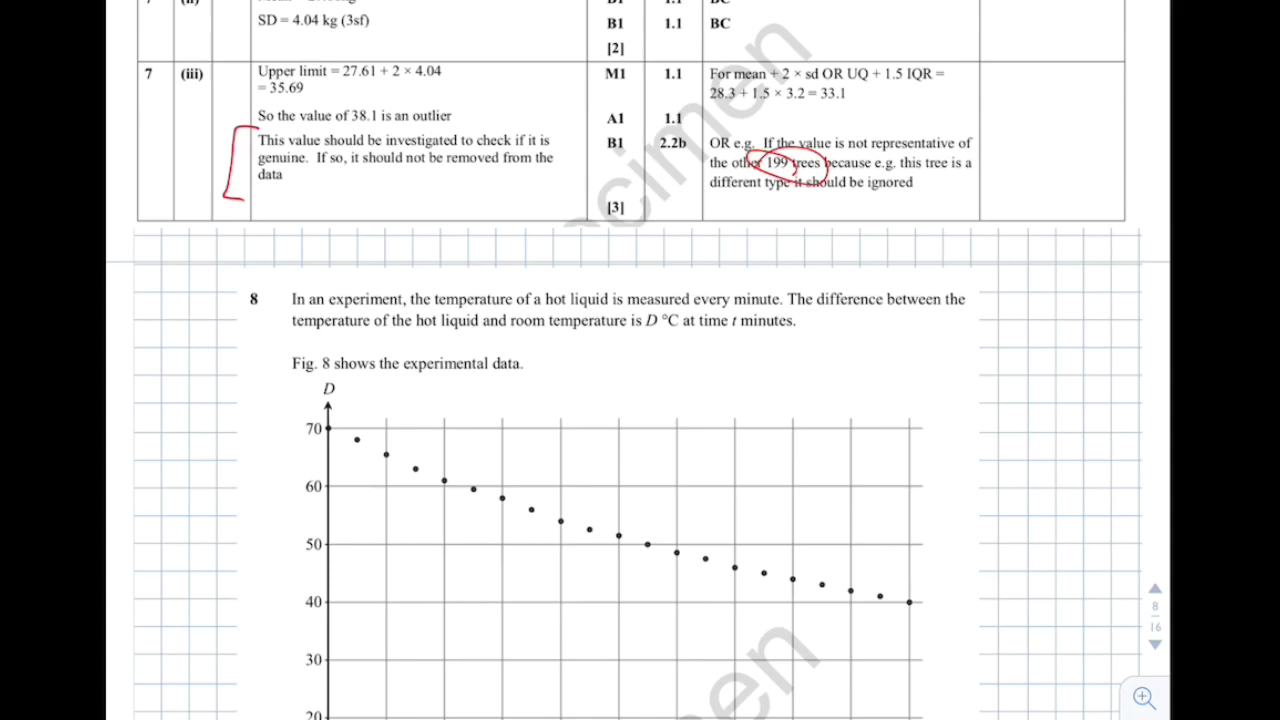 7 (ii)
SD = 4.04 kg (3sf) B1 1.1 BC
[2]
7 (iii) Upper limit = 27.61 + 2 × 4.04 M1 1.1 For mean + 2 × sd OR UQ + 1.5 IQR =
= 35.69 28.3 + 1.5 × 3.2 = 33.1
So the value of 38.1 is an outlier A1 1.1
This value should be investigated to check if it is B1 2.2b OR e.g. If the value is not representative of
genuine. If so, it should not be removed from the the other 199 trees because e.g. this tree is a
data different type it should be ignored
[3]
8 In an experiment, the temperature of a hot liquid is measured every minute. The difference between the
temperature of the hot liquid and room temperature is D °C at time t minutes.
Fig. 8 shows the experimental data.
D
70
60
50
40
30
20
8
16